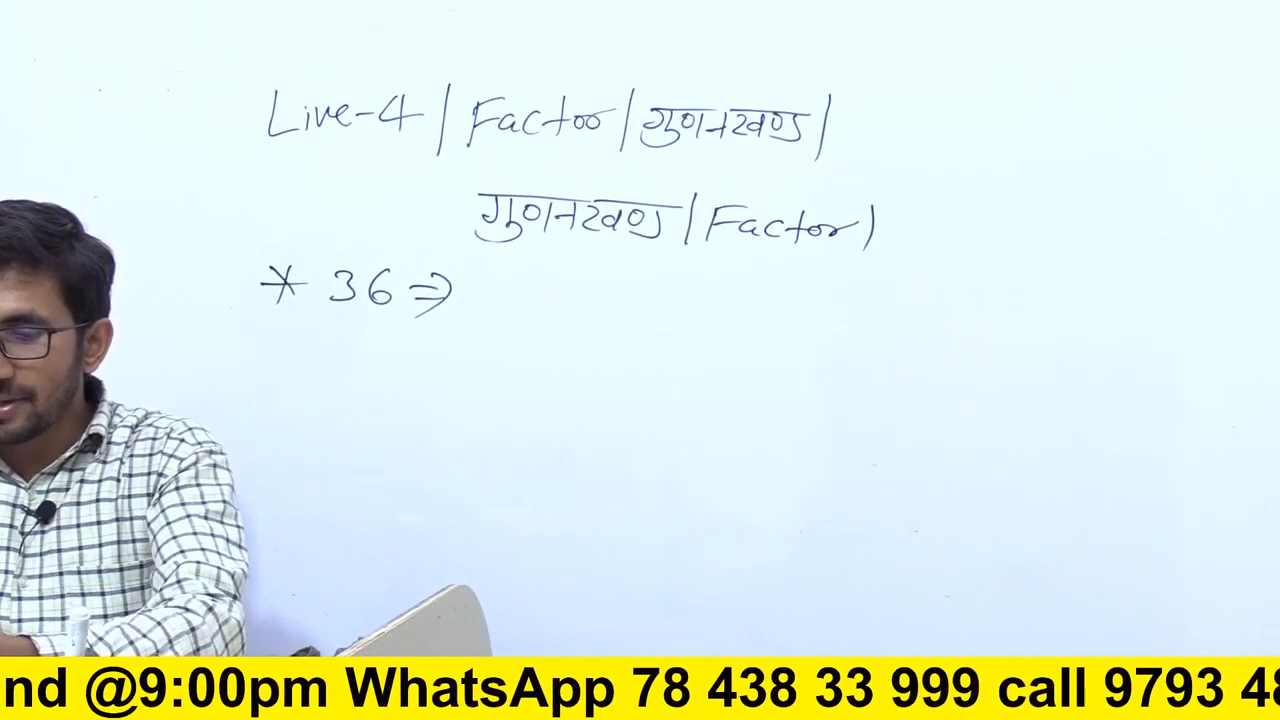 Live-4 / Factor / गुणनखण्ड /
गुणनखण्ड / Factor )
* 36 ⇒
nd @9:00pm WhatsApp 78 438 33 999 call 9793 48